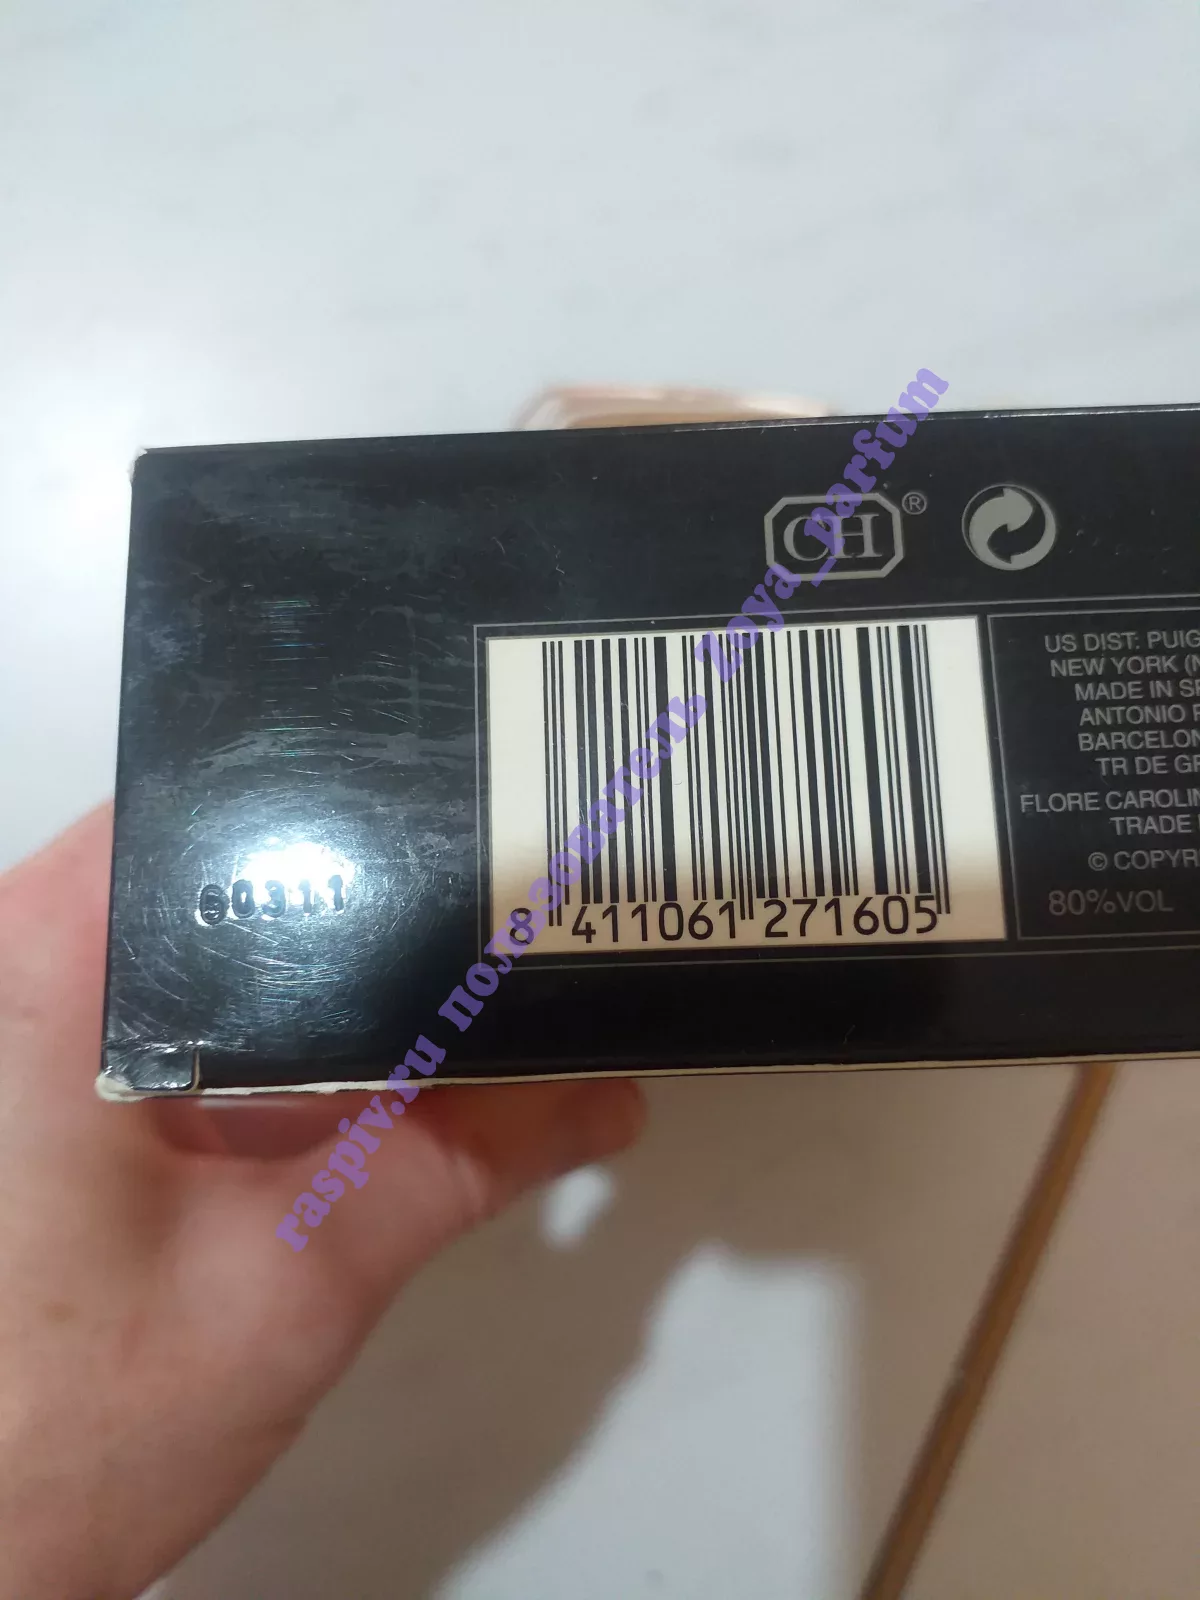 CH®
US DIST: PUIG
NEW YORK (N
MADE IN SP
ANTONIO P
BARCELON
TR DE GR
FLORE CAROLIN
TRADE
© COPYR
80%VOL
8 411061 271605
60311
raspiv.ru пользователь Zoya_parfum